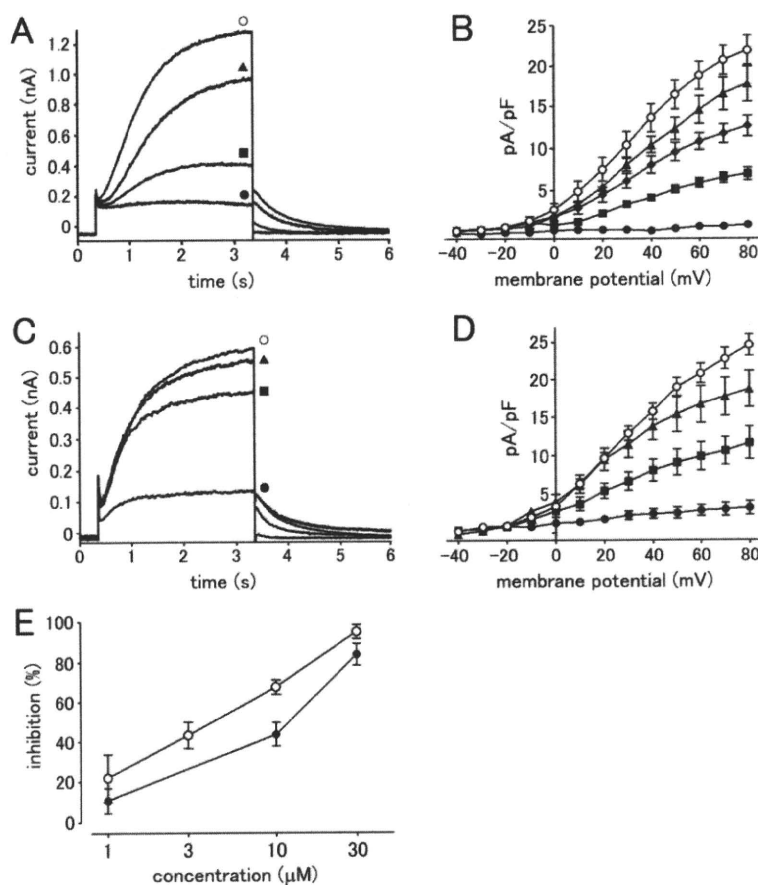 A
current (nA)
1.2
1.0
0.8
0.6
0.4
0.2
0
0 1 2 3 4 5 6
time (s)
B
pA/pF
25
20
15
10
5
-40 -20 0 20 40 60 80
membrane potential (mV)
C
current (nA)
0.6
0.5
0.4
0.3
0.2
0.1
0
0 1 2 3 4 5 6
time (s)
D
pA/pF
25
20
15
10
5
-40 -20 0 20 40 60 80
membrane potential (mV)
E
inhibition (%)
100
80
60
40
20
0
1 3 10 30
concentration (μM)